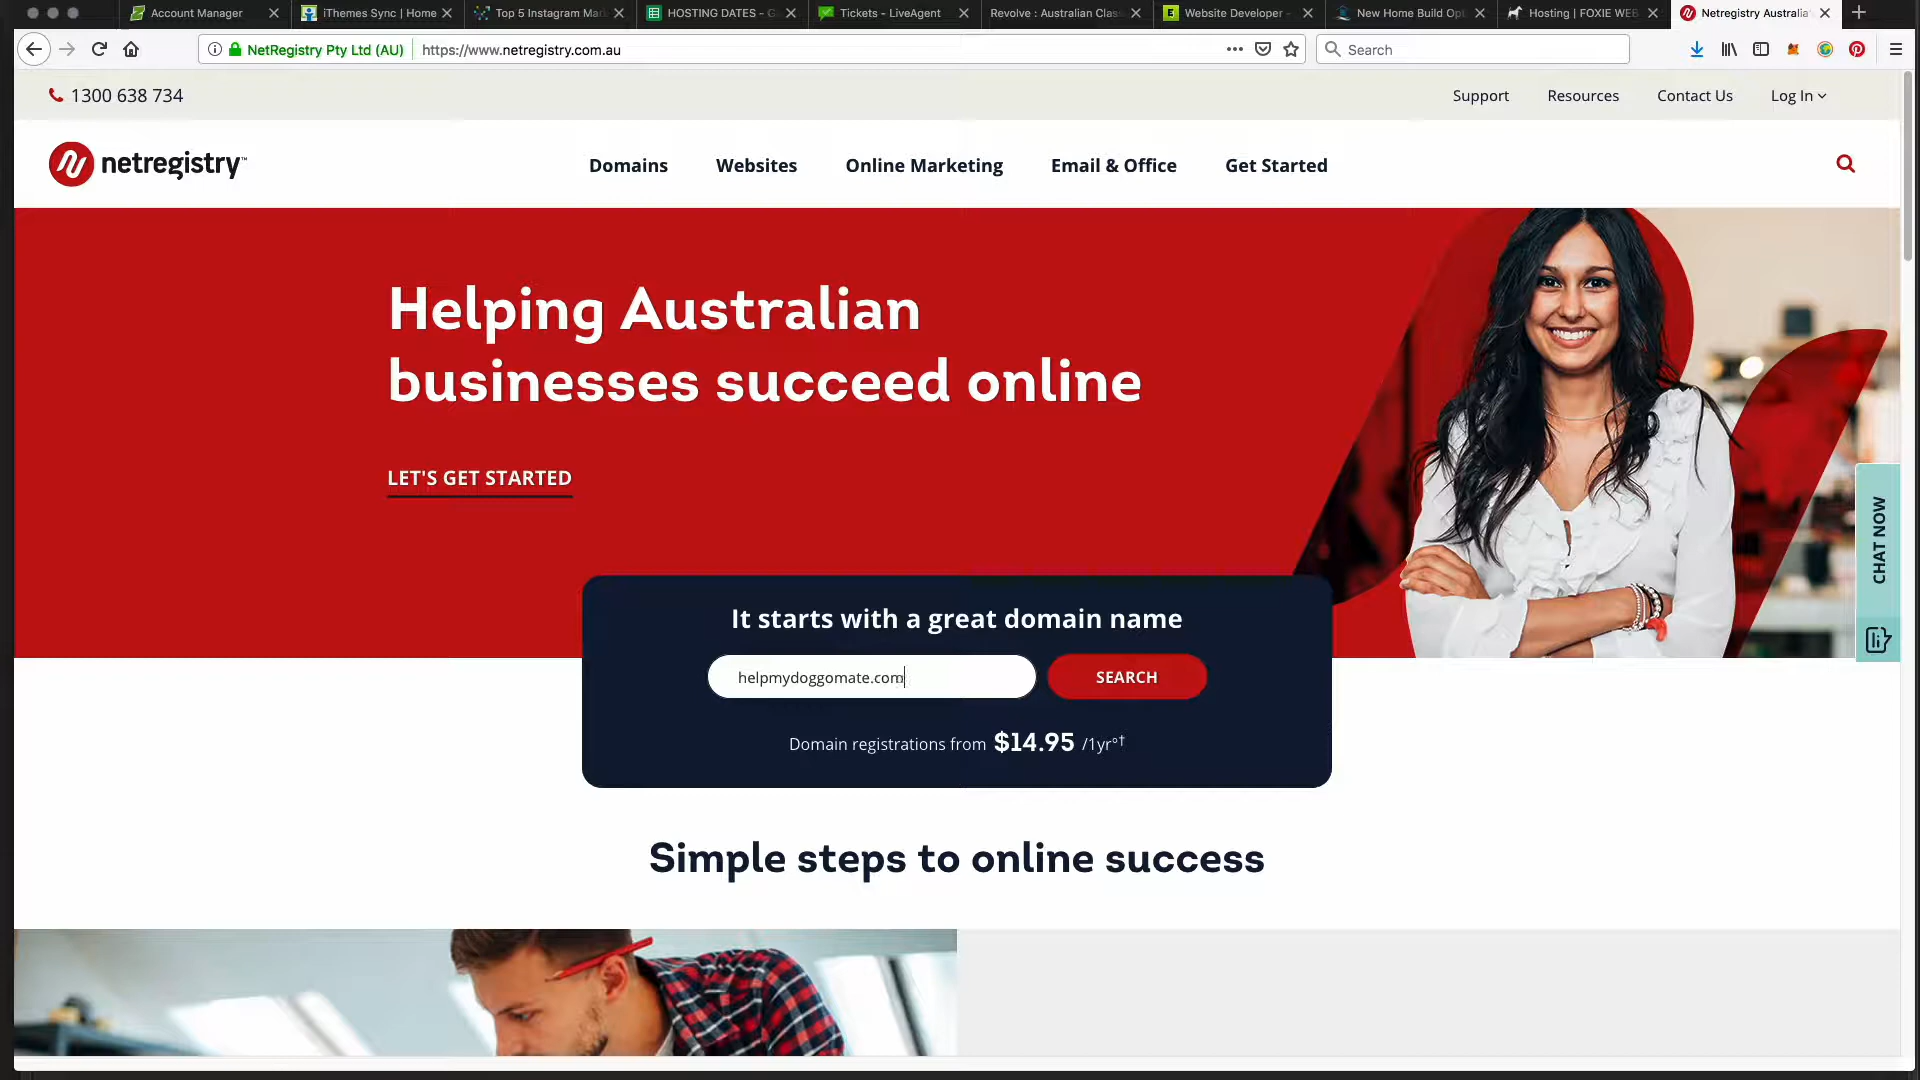 Account Manager
iThemes Sync | Home
Top 5 Instagram Mar
HOSTING DATES - G
Tickets - LiveAgent
Revolve : Australian Clas
Website Developer -
New Home Build Opt
Hosting | FOXIE WEB
Netregistry Australia's
NetRegistry Pty Ltd (AU)
https://www.netregistry.com.au
Search
1300 638 734
Support
Resources
Contact Us
Log In
netregistry™
Domains
Websites
Online Marketing
Email & Office
Get Started
Helping Australian
businesses succeed online
LET'S GET STARTED
CHAT NOW
It starts with a great domain name
helpmydoggomate.com
SEARCH
Domain registrations from $14.95 /1yr°†
Simple steps to online success